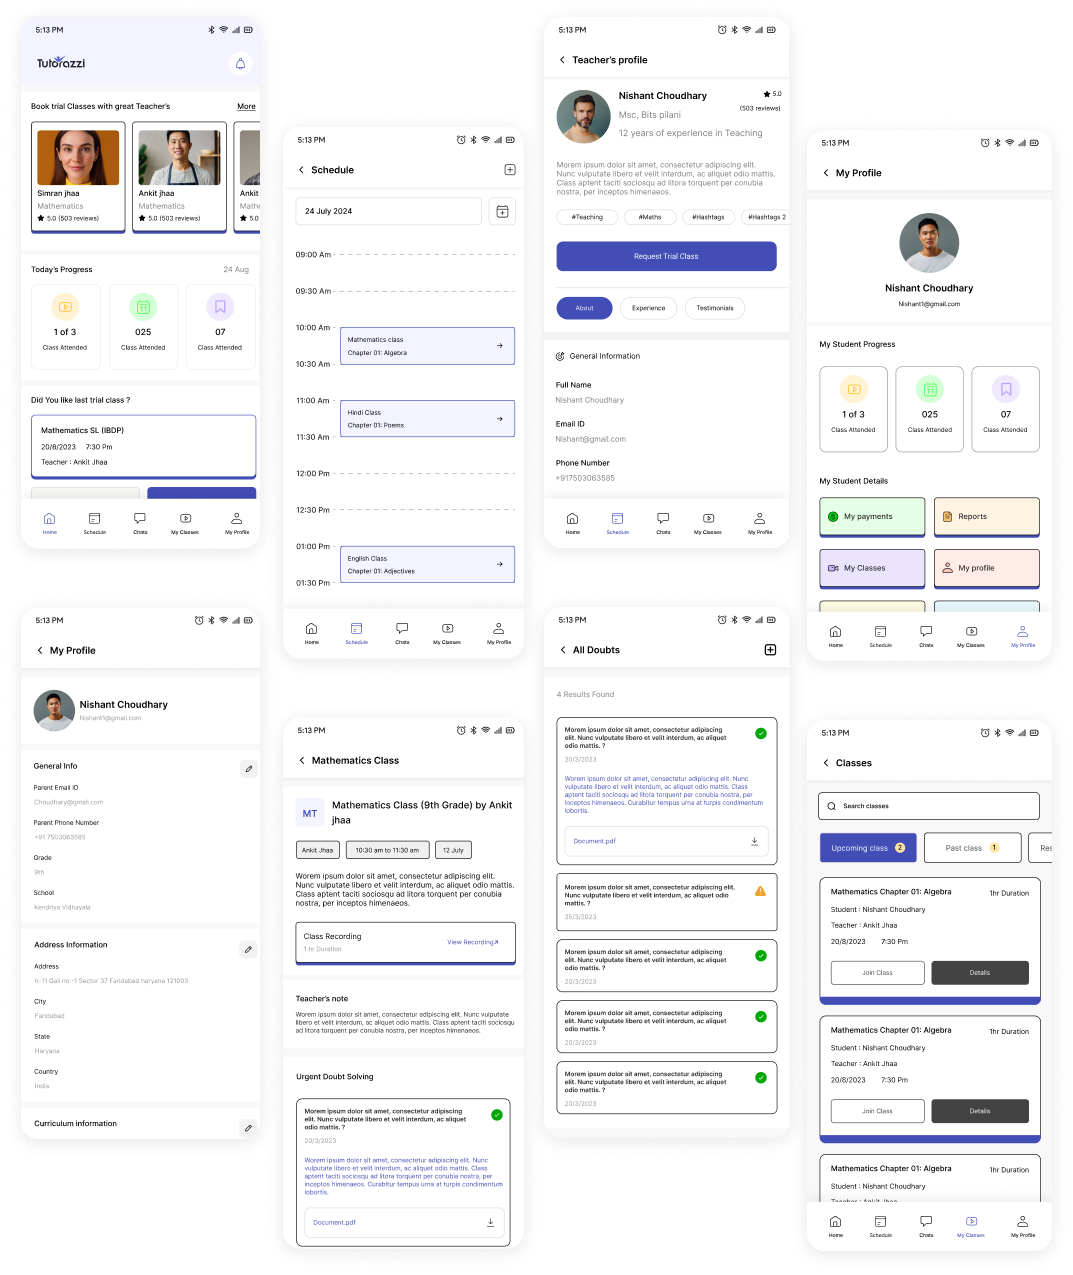 5:13 PM
Tutorazzi
Book trial Classes with great Teacher's
More
Simran jhaa
Mathematics
5.0 (503 reviews)
Ankit jhaa
Mathematics
5.0 (503 reviews)
Ankit
Mathe
5.0
Today's Progress
24 Aug
1 of 3
Class Attended
025
Class Attended
07
Class Attended
Did You like last trial class ?
Mathematics SL (IBDP)
20/8/2023 7:30 Pm
Teacher : Ankit Jhaa
Home
Schedule
Chats
My Classes
My Profile
5:13 PM
Schedule
24 July 2024
09:00 Am
09:30 Am
10:00 Am
Mathematics class
Chapter 01: Algebra
10:30 Am
11:00 Am
Hindi Class
Chapter 01: Poems
11:30 Am
12:00 Pm
12:30 Pm
01:00 Pm
English Class
Chapter 01: Adjectives
01:30 Pm
Home
Schedule
Chats
My Classes
My Profile
5:13 PM
Teacher's profile
Nishant Choudhary
5.0
(503 reviews)
Msc, Bits pilani
12 years of experience in Teaching
Morem ipsum dolor sit amet, consectetur adipiscing elit.
Nunc vulputate libero et velit interdum, ac aliquet mattis.
Class aptent taciti sociosqu ad litora torquent per conubia
nostra, per inceptos himenaeos.
#Teaching
#Maths
#Hashtags
#Hashtags 2
Request Trial Class
About
Experience
Testimonials
General Information
Full Name
Nishant Choudhary
Email ID
Nishant@gmail.com
Phone Number
+917503063585
Home
Schedule
Chats
My Classes
My Profile
5:13 PM
My Profile
Nishant Choudhary
Nishant1@gmail.com
My Student Progress
1 of 3
Class Attended
025
Class Attended
07
Class Attended
My Student Details
My payments
Reports
My Classes
My profile
Home
Schedule
Chats
My Classes
My Profile
5:13 PM
My Profile
Nishant Choudhary
Nishant1@gmail.com
General Info
Parent Email ID
Choudhary@gmail.com
Parent Phone Number
+91 7503063585
Grade
9th
School
Kendriya Vidhayala
Address Information
Address
h-11 Gali no -1 Sector 37 Faridabad haryana 121003
City
Faridabad
State
Haryana
Country
India
Curriculum information
5:13 PM
Mathematics Class
MT
Mathematics Class (9th Grade) by Ankit
jhaa
Ankit Jhaa
10:30 am to 11:30 am
12 July
Worem ipsum dolor sit amet, consectetur adipiscing elit.
Nunc vulputate libero et velit interdum, ac aliquet mattis.
Class aptent taciti sociosqu ad litora torquent per conubia
nostra, per inceptos himenaeos.
Class Recording
1 hr Duration
View Recording
Teacher's note
Worem ipsum dolor sit amet, consectetur adipiscing elit. Nunc vulputate
libero et velit interdum, ac aliquet mattis. Class aptent taciti sociosqu
ad litora torquent per conubia nostra, per inceptos himenaeos.
Urgent Doubt Solving
Morem ipsum dolor sit amet, consectetur adipiscing
elit. Nunc vulputate libero et velit interdum, ac aliquet
odio mattis. ?
20/3/2023
Worem ipsum dolor sit amet, consectetur adipiscing elit. Nunc
vulputate libero et velit interdum, ac aliquet odio mattis. Class
aptent taciti sociosqu ad litora torquent per conubia nostra, per
inceptos himenaeos. Curabitur tempus urna at turpis condimentum
lobortis.
Document.pdf
5:13 PM
All Doubts
4 Results Found
Morem ipsum dolor sit amet, consectetur adipiscing
elit. Nunc vulputate libero et velit interdum, ac aliquet
odio mattis. ?
20/3/2023
Worem ipsum dolor sit amet, consectetur adipiscing elit. Nunc
vulputate libero et velit interdum, ac aliquet odio mattis. Class
aptent taciti sociosqu ad litora torquent per conubia nostra, per
inceptos himenaeos. Curabitur tempus urna at turpis condimentum
lobortis.
Document.pdf
Morem ipsum dolor sit amet, consectetur adipiscing elit.
Nunc vulputate libero et velit interdum, ac aliquet odio
mattis. ?
25/3/2023
Morem ipsum dolor sit amet, consectetur adipiscing
elit. Nunc vulputate libero et velit interdum, ac aliquet
odio mattis. ?
20/3/2023
Morem ipsum dolor sit amet, consectetur adipiscing
elit. Nunc vulputate libero et velit interdum, ac aliquet
odio mattis. ?
20/3/2023
Morem ipsum dolor sit amet, consectetur adipiscing
elit. Nunc vulputate libero et velit interdum, ac aliquet
odio mattis. ?
20/3/2023
5:13 PM
Classes
Search classes
Upcoming class 2
Past class 1
Res
Mathematics Chapter 01: Algebra
1hr Duration
Student : Nishant Choudhary
Teacher : Ankit Jhaa
20/8/2023 7:30 Pm
Join Class
Details
Mathematics Chapter 01: Algebra
1hr Duration
Student : Nishant Choudhary
Teacher : Ankit Jhaa
20/8/2023 7:30 Pm
Join Class
Details
Mathematics Chapter 01: Algebra
1hr Duration
Student : Nishant Choudhary
Teacher : Ankit Jhaa
Home
Schedule
Chats
My Classes
My Profile